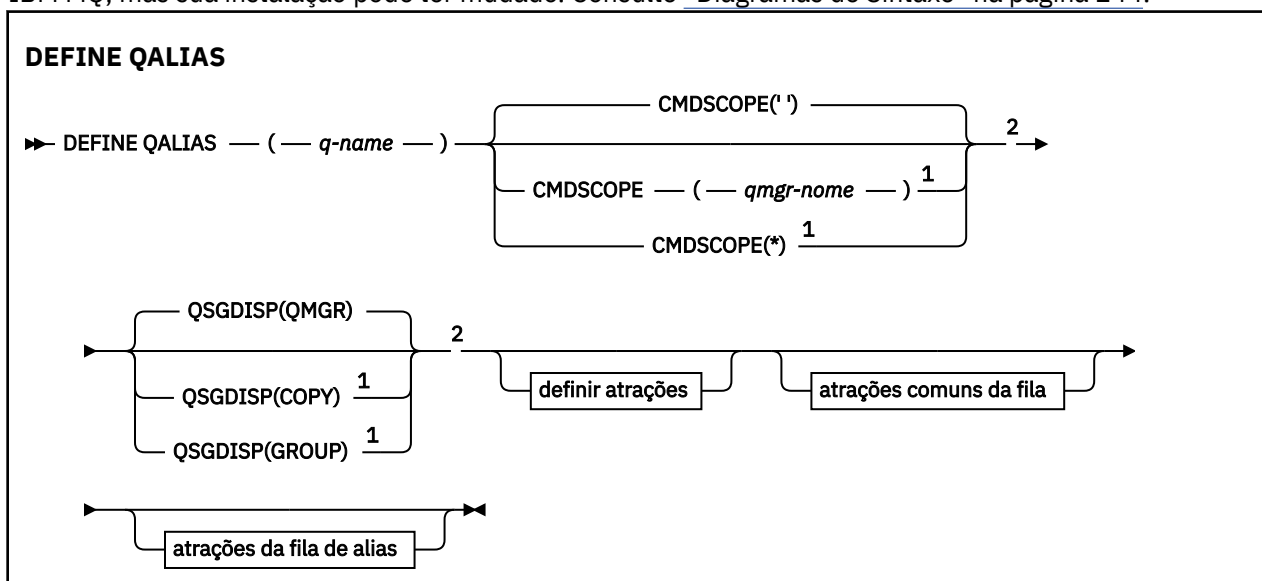 IBM MQ, mas sua instalação pode ter mudado. Consulte "Diagramas de Sintaxe" na página 244.
DEFINE QALIAS
CMDSCOPE(' ')
DEFINE QALIAS ( q-name ) 2
CMDSCOPE ( qmgr-nome ) 1
CMDSCOPE(*) 1
QSGDISP(QMGR)
2
QSGDISP(COPY) 1 definir atrações atrações comuns da fila
QSGDISP(GROUP) 1
atrações da fila de alias